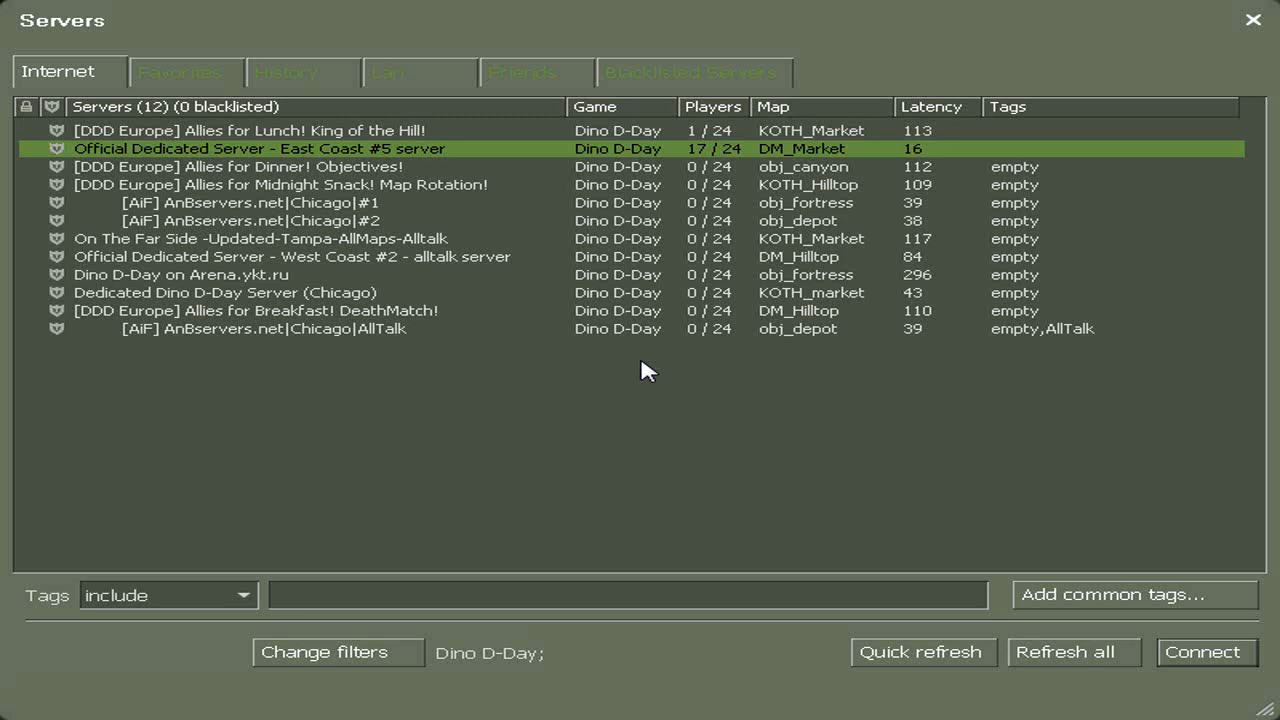 Servers
Internet Favorites History Lan Friends Blacklisted Servers
Servers (12) (0 blacklisted) Game Players Map Latency Tags
[DDD Europe] Allies for Lunch! King of the Hill! Dino D-Day 1 / 24 KOTH_Market 113
Official Dedicated Server - East Coast #5 server Dino D-Day 17 / 24 DM_Market 16
[DDD Europe] Allies for Dinner! Objectives! Dino D-Day 0 / 24 obj_canyon 112 empty
[DDD Europe] Allies for Midnight Snack! Map Rotation! Dino D-Day 0 / 24 KOTH_Hilltop 109 empty
[AiF] AnBservers.net|Chicago|#1 Dino D-Day 0 / 24 obj_fortress 39 empty
[AiF] AnBservers.net|Chicago|#2 Dino D-Day 0 / 24 obj_depot 38 empty
On The Far Side -Updated-Tampa-AllMaps-Alltalk Dino D-Day 0 / 24 KOTH_Market 117 empty
Official Dedicated Server - West Coast #2 - alltalk server Dino D-Day 0 / 24 DM_Hilltop 84 empty
Dino D-Day on Arena.ykt.ru Dino D-Day 0 / 24 obj_fortress 296 empty
Dedicated Dino D-Day Server (Chicago) Dino D-Day 0 / 24 KOTH_market 43 empty
[DDD Europe] Allies for Breakfast! DeathMatch! Dino D-Day 0 / 24 DM_Hilltop 110 empty
[AiF] AnBservers.net|Chicago|AllTalk Dino D-Day 0 / 24 obj_depot 39 empty,AllTalk
Tags include Add common tags...
Change filters Dino D-Day; Quick refresh Refresh all Connect